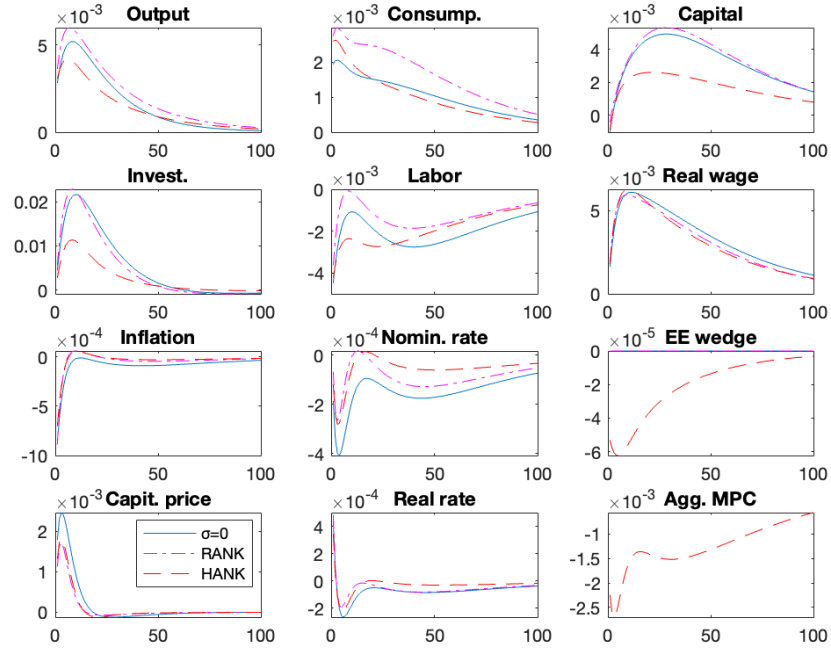 Output
Consump.
Capital
×10⁻³
×10⁻³
×10⁻³
5
0
0 50 100
3
2
1
0
0 50 100
4
2
0
0 50 100
Invest.
Labor
Real wage
×10⁻³
×10⁻³
0.02
0.01
0
0 50 100
0
-2
-4
0 50 100
5
0
0 50 100
Inflation
Nomin. rate
EE wedge
×10⁻⁴
×10⁻⁴
×10⁻⁵
0
-5
-10
0 50 100
0
-2
-4
0 50 100
0
-2
-4
-6
0 50 100
Capit. price
Real rate
Agg. MPC
×10⁻³
×10⁻⁴
×10⁻³
2
1
0
0 50 100
σ=0
RANK
HANK
4
2
0
-2
0 50 100
-1
-1.5
-2
-2.5
0 50 100